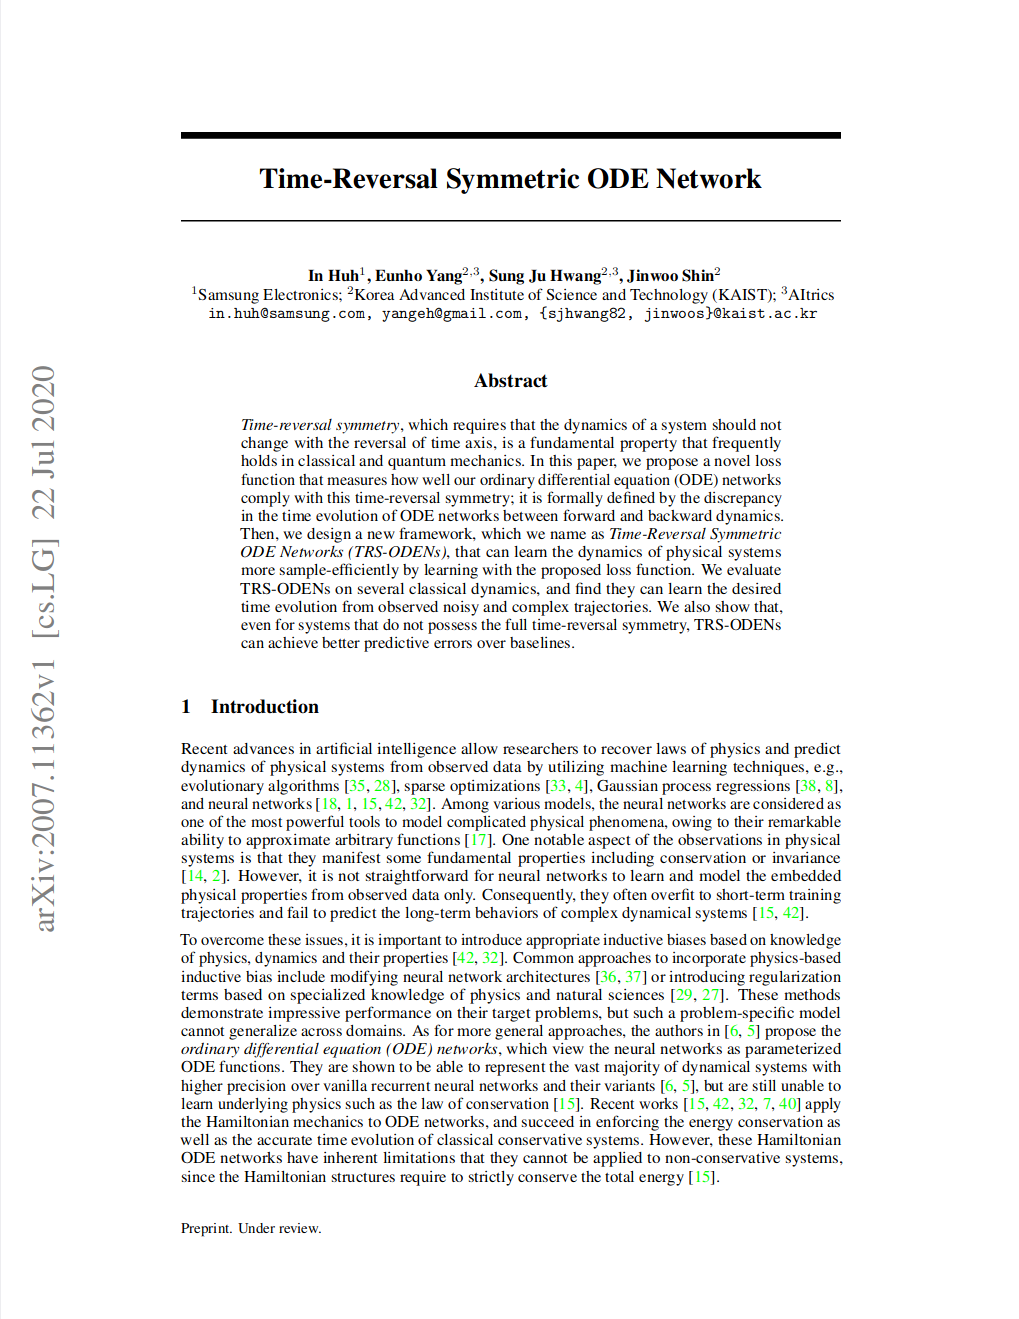 Time-Reversal Symmetric ODE Network
In Huh1, Eunho Yang2,3, Sung Ju Hwang2,3, Jinwoo Shin2
1Samsung Electronics; 2Korea Advanced Institute of Science and Technology (KAIST); 3AItrics
in.huh@samsung.com, yangeh@gmail.com, {sjhwang82, jinwoos}@kaist.ac.kr
Abstract
Time-reversal symmetry, which requires that the dynamics of a system should not
change with the reversal of time axis, is a fundamental property that frequently
holds in classical and quantum mechanics. In this paper, we propose a novel loss
function that measures how well our ordinary differential equation (ODE) networks
comply with this time-reversal symmetry; it is formally defined by the discrepancy
in the time evolution of ODE networks between forward and backward dynamics.
Then, we design a new framework, which we name as Time-Reversal Symmetric
ODE Networks (TRS-ODENs), that can learn the dynamics of physical systems
more sample-efficiently by learning with the proposed loss function. We evaluate
TRS-ODENs on several classical dynamics, and find they can learn the desired
time evolution from observed noisy and complex trajectories. We also show that,
even for systems that do not possess the full time-reversal symmetry, TRS-ODENs
can achieve better predictive errors over baselines.
1 Introduction
Recent advances in artificial intelligence allow researchers to recover laws of physics and predict
dynamics of physical systems from observed data by utilizing machine learning techniques, e.g.,
evolutionary algorithms [35, 28], sparse optimizations [33, 4], Gaussian process regressions [38, 8],
and neural networks [18, 1, 15, 42, 32]. Among various models, the neural networks are considered as
one of the most powerful tools to model complicated physical phenomena, owing to their remarkable
ability to approximate arbitrary functions [17]. One notable aspect of the observations in physical
systems is that they manifest some fundamental properties including conservation or invariance
[14, 2]. However, it is not straightforward for neural networks to learn and model the embedded
physical properties from observed data only. Consequently, they often overfit to short-term training
trajectories and fail to predict the long-term behaviors of complex dynamical systems [15, 42].
To overcome these issues, it is important to introduce appropriate inductive biases based on knowledge
of physics, dynamics and their properties [42, 32]. Common approaches to incorporate physics-based
inductive bias include modifying neural network architectures [36, 37] or introducing regularization
terms based on specialized knowledge of physics and natural sciences [29, 27]. These methods
demonstrate impressive performance on their target problems, but such a problem-specific model
cannot generalize across domains. As for more general approaches, the authors in [6, 5] propose the
ordinary differential equation (ODE) networks, which view the neural networks as parameterized
ODE functions. They are shown to be able to represent the vast majority of dynamical systems with
higher precision over vanilla recurrent neural networks and their variants [6, 5], but are still unable to
learn underlying physics such as the law of conservation [15]. Recent works [15, 42, 32, 7, 40] apply
the Hamiltonian mechanics to ODE networks, and succeed in enforcing the energy conservation as
well as the accurate time evolution of classical conservative systems. However, these Hamiltonian
ODE networks have inherent limitations that they cannot be applied to non-conservative systems,
since the Hamiltonian structures require to strictly conserve the total energy [15].
Preprint. Under review.
arXiv:2007.11362v1 [cs.LG] 22 Jul 2020